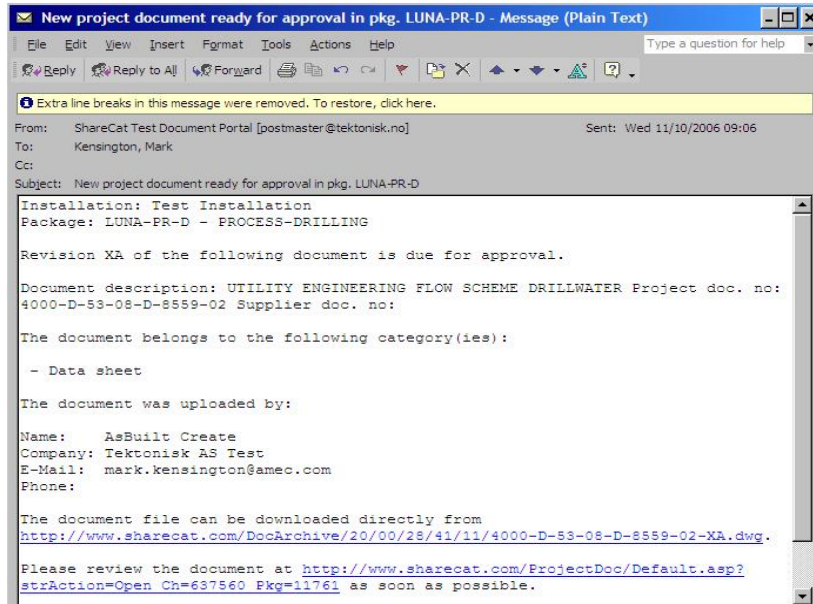 New project document ready for approval in pkg. LUNA-PR-D - Message (Plain Text)
File Edit View Insert Format Tools Actions Help Type a question for help
Reply Reply to All Forward
Extra line breaks in this message were removed. To restore, click here.
From: ShareCat Test Document Portal [postmaster@tektonisk.no] Sent: Wed 11/10/2006 09:06
To: Kensington, Mark
Cc:
Subject: New project document ready for approval in pkg. LUNA-PR-D
Installation: Test Installation
Package: LUNA-PR-D - PROCESS-DRILLING
Revision XA of the following document is due for approval.
Document description: UTILITY ENGINEERING FLOW SCHEME DRILLWATER Project doc. no:
4000-D-53-08-D-8559-02 Supplier doc. no:
The document belongs to the following category(ies):
- Data sheet
The document was uploaded by:
Name: AsBuilt Create
Company: Tektonisk AS Test
E-Mail: mark.kensington@amec.com
Phone:
The document file can be downloaded directly from
http://www.sharecat.com/DocArchive/20/00/28/41/11/4000-D-53-08-D-8559-02-XA.dwg.
Please review the document at http://www.sharecat.com/ProjectDoc/Default.asp?
strAction=Open Ch=637560 Pkg=11761 as soon as possible.